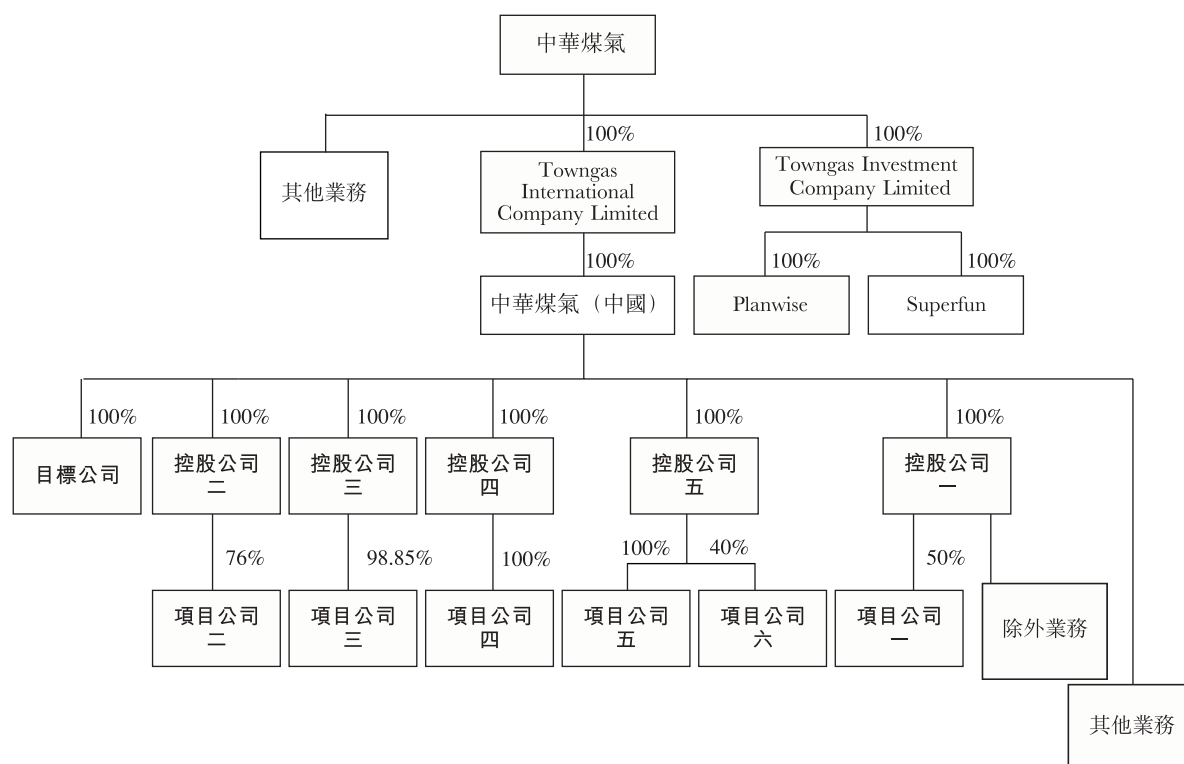 中華煤氣
100%
100%
其他業務
Towngas
International
Company Limited
Towngas Investment
Company Limited
100%
100%
100%
中華煤氣（中國）
Planwise
Superfun
100%
100%
100%
100%
100%
100%
目標公司
控股公司
二
控股公司
三
控股公司
四
控股公司
五
控股公司
一
76%
98.85%
100%
100%
40%
50%
項目公司
二
項目公司
三
項目公司
四
項目公司
五
項目公司
六
項目公司
一
除外業務
其他業務